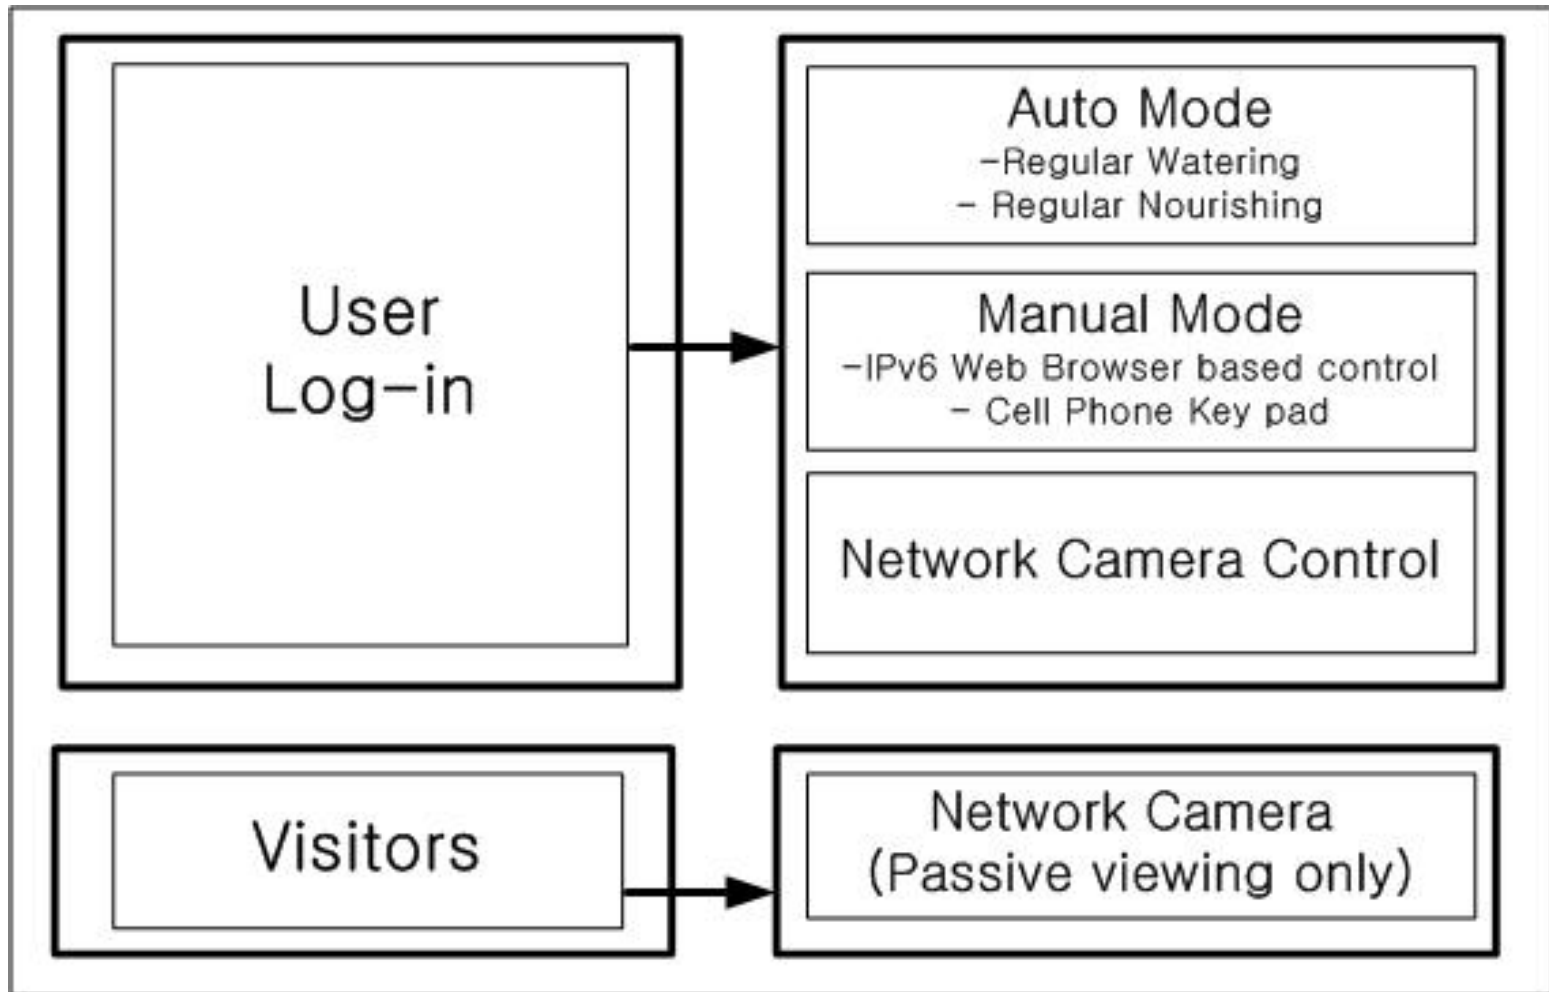 User
Log-in
Auto Mode
-Regular Watering
- Regular Nourishing
Manual Mode
-IPv6 Web Browser based control
- Cell Phone Key pad
Network Camera Control
Visitors
Network Camera
(Passive viewing only)